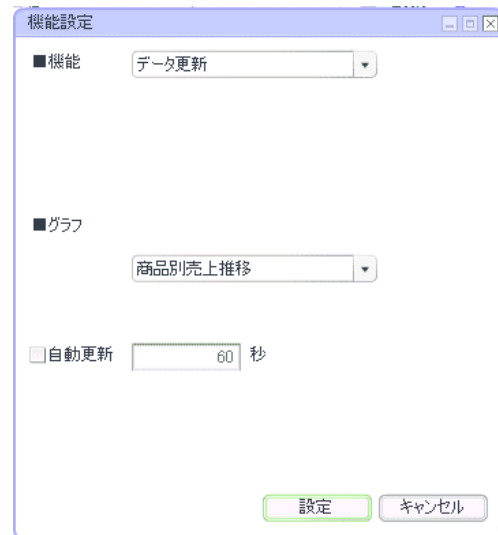 機能設定
■機能 データ更新
■グラフ
商品別売上推移
自動更新 60 秒
設定 キャンセル